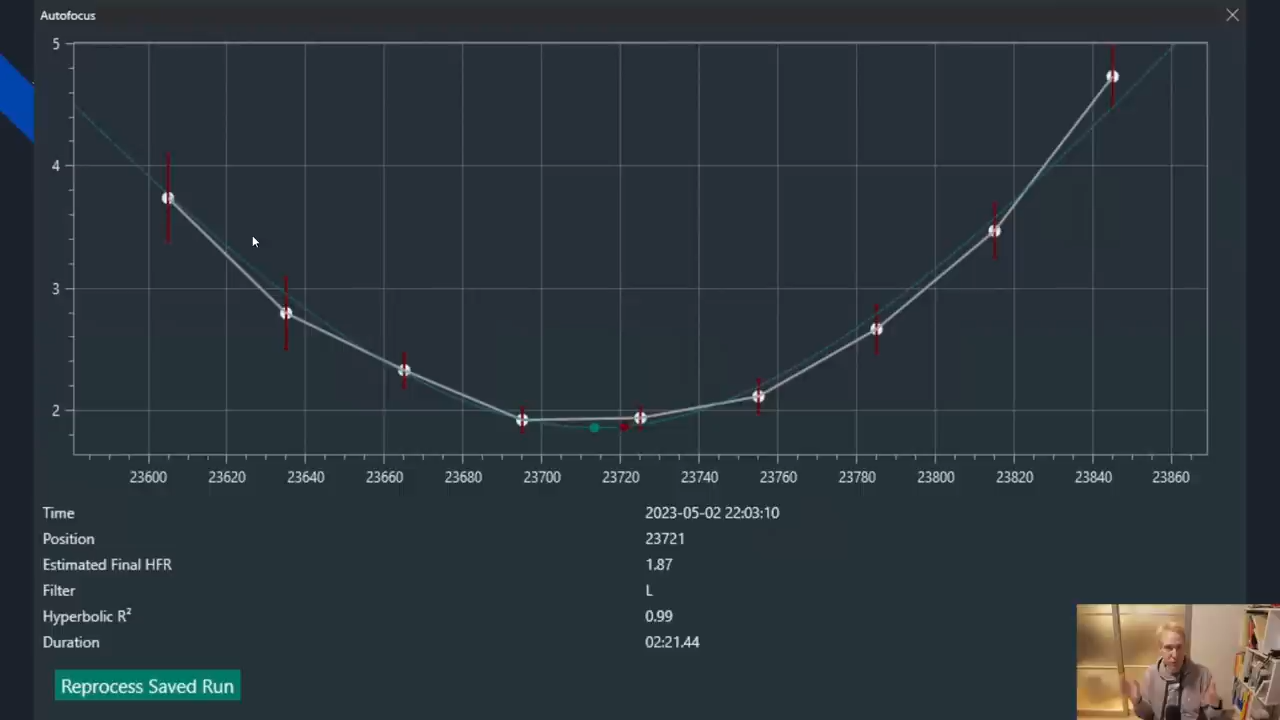 Autofocus
5
4
3
2
23600 23620 23640 23660 23680 23700 23720 23740 23760 23780 23800 23820 23840 23860
Time 2023-05-02 22:03:10
Position 23721
Estimated Final HFR 1.87
Filter L
Hyperbolic R² 0.99
Duration 02:21.44
Reprocess Saved Run